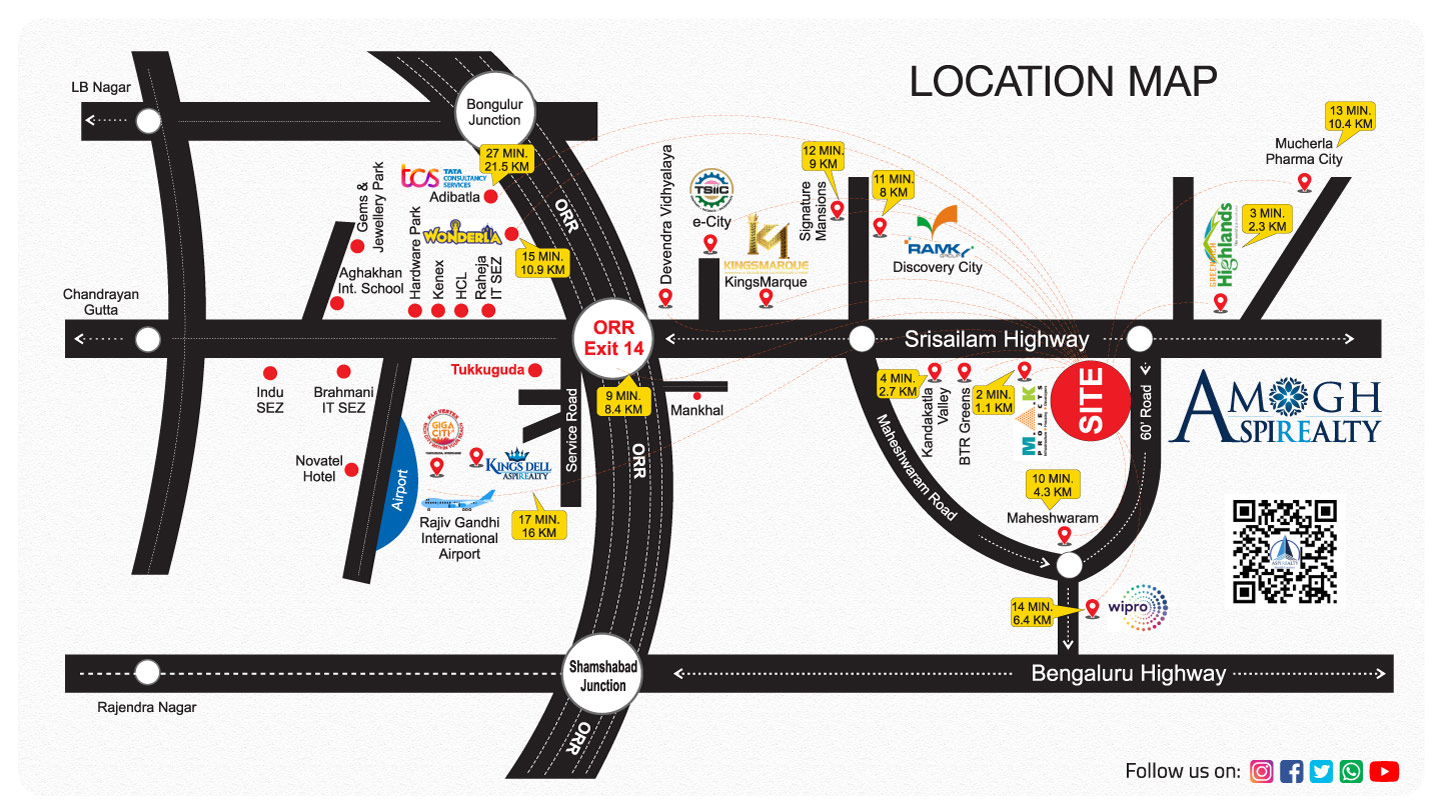 LOCATION MAP
LB Nagar
Bongulur
Junction
13 MIN.
10.4 KM
Mucherla
Pharma City
27 MIN.
21.5 KM
tcs
TATA
CONSULTANCY
SERVICES
Adibatla
Gems &
Jewellery Park
ORR
WONDERLA
15 MIN.
10.9 KM
Hardware Park
Kemex
HCL
Raheja
IT SEZ
Aghakhan
Int. School
Devendra Vidhyalaya
TSIIC
e-City
KINGSMARQUE
KingsMarque
12 MIN.
9 KM
Signature
Mansions
11 MIN.
8 KM
RAMKY
GROUP
Discovery City
3 MIN.
2.3 KM
GREENRICH
Highlands
Chandrayan
Gutta
ORR
Exit 14
Srisailam Highway
Tukkuguda
Indu
SEZ
Brahmani
IT SEZ
9 MIN.
8.4 KM
Mankhal
4 MIN.
2.7 KM
Kandakatla
Valley
BTR Greens
2 MIN.
1.1 KM
MAK
PROJECTS
SITE
60' Road
AMOGH
ASPIREALTY
Service Road
GIGA
CITI
KINGS DELL
ASPIREALTY
Novatel
Hotel
Airport
Rajiv Gandhi
International
Airport
17 MIN.
16 KM
ORR
Maheshwaram Road
10 MIN.
4.3 KM
Maheshwaram
14 MIN.
6.4 KM
wipro
Shamshabad
Junction
Bengaluru Highway
Rajendra Nagar
ORR
Follow us on: